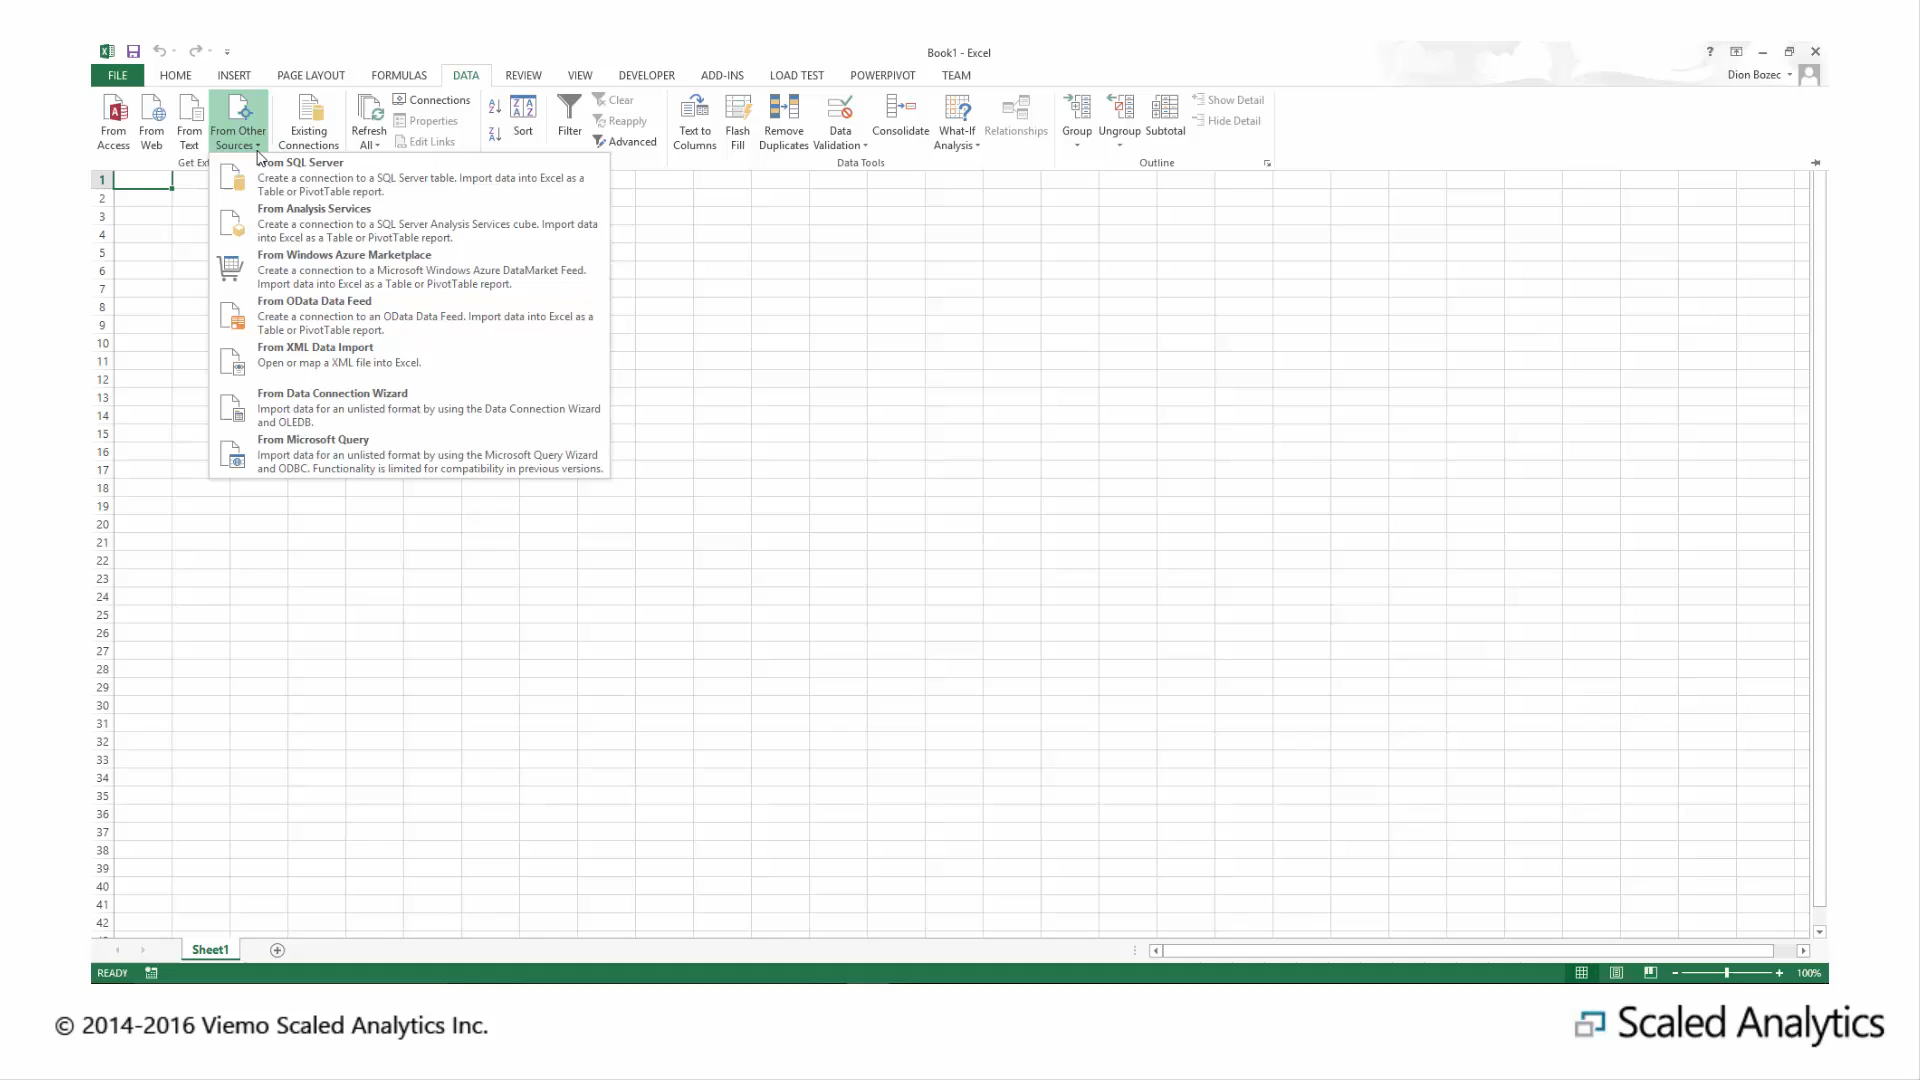 Book1 - Excel
?
Dion Bozec
FILE HOME INSERT PAGE LAYOUT FORMULAS DATA REVIEW VIEW DEVELOPER ADD-INS LOAD TEST POWERPIVOT TEAM
From Access
From Web
From Text
From Other Sources
Existing Connections
Refresh All
Connections
Properties
Edit Links
Sort
Filter
Clear
Reapply
Advanced
Text to Columns
Flash Fill
Remove Duplicates
Data Validation
Consolidate
What-If Analysis
Relationships
Group
Ungroup
Subtotal
Show Detail
Hide Detail
Get Ext
Data Tools
Outline
From SQL Server
Create a connection to a SQL Server table. Import data into Excel as a
Table or PivotTable report.
From Analysis Services
Create a connection to a SQL Server Analysis Services cube. Import data
into Excel as a Table or PivotTable report.
From Windows Azure Marketplace
Create a connection to a Microsoft Windows Azure DataMarket Feed.
Import data into Excel as a Table or PivotTable report.
From OData Data Feed
Create a connection to an OData Data Feed. Import data into Excel as a
Table or PivotTable report.
From XML Data Import
Open or map a XML file into Excel.
From Data Connection Wizard
Import data for an unlisted format by using the Data Connection Wizard
and OLEDB.
From Microsoft Query
Import data for an unlisted format by using the Microsoft Query Wizard
and ODBC. Functionality is limited for compatibility in previous versions.
1
2
3
4
5
6
7
8
9
10
11
12
13
14
15
16
17
18
19
20
21
22
23
24
25
26
27
28
29
30
31
32
33
34
35
36
37
38
39
40
41
42
Sheet1
READY
100%
© 2014-2016 Viemo Scaled Analytics Inc.
Scaled Analytics